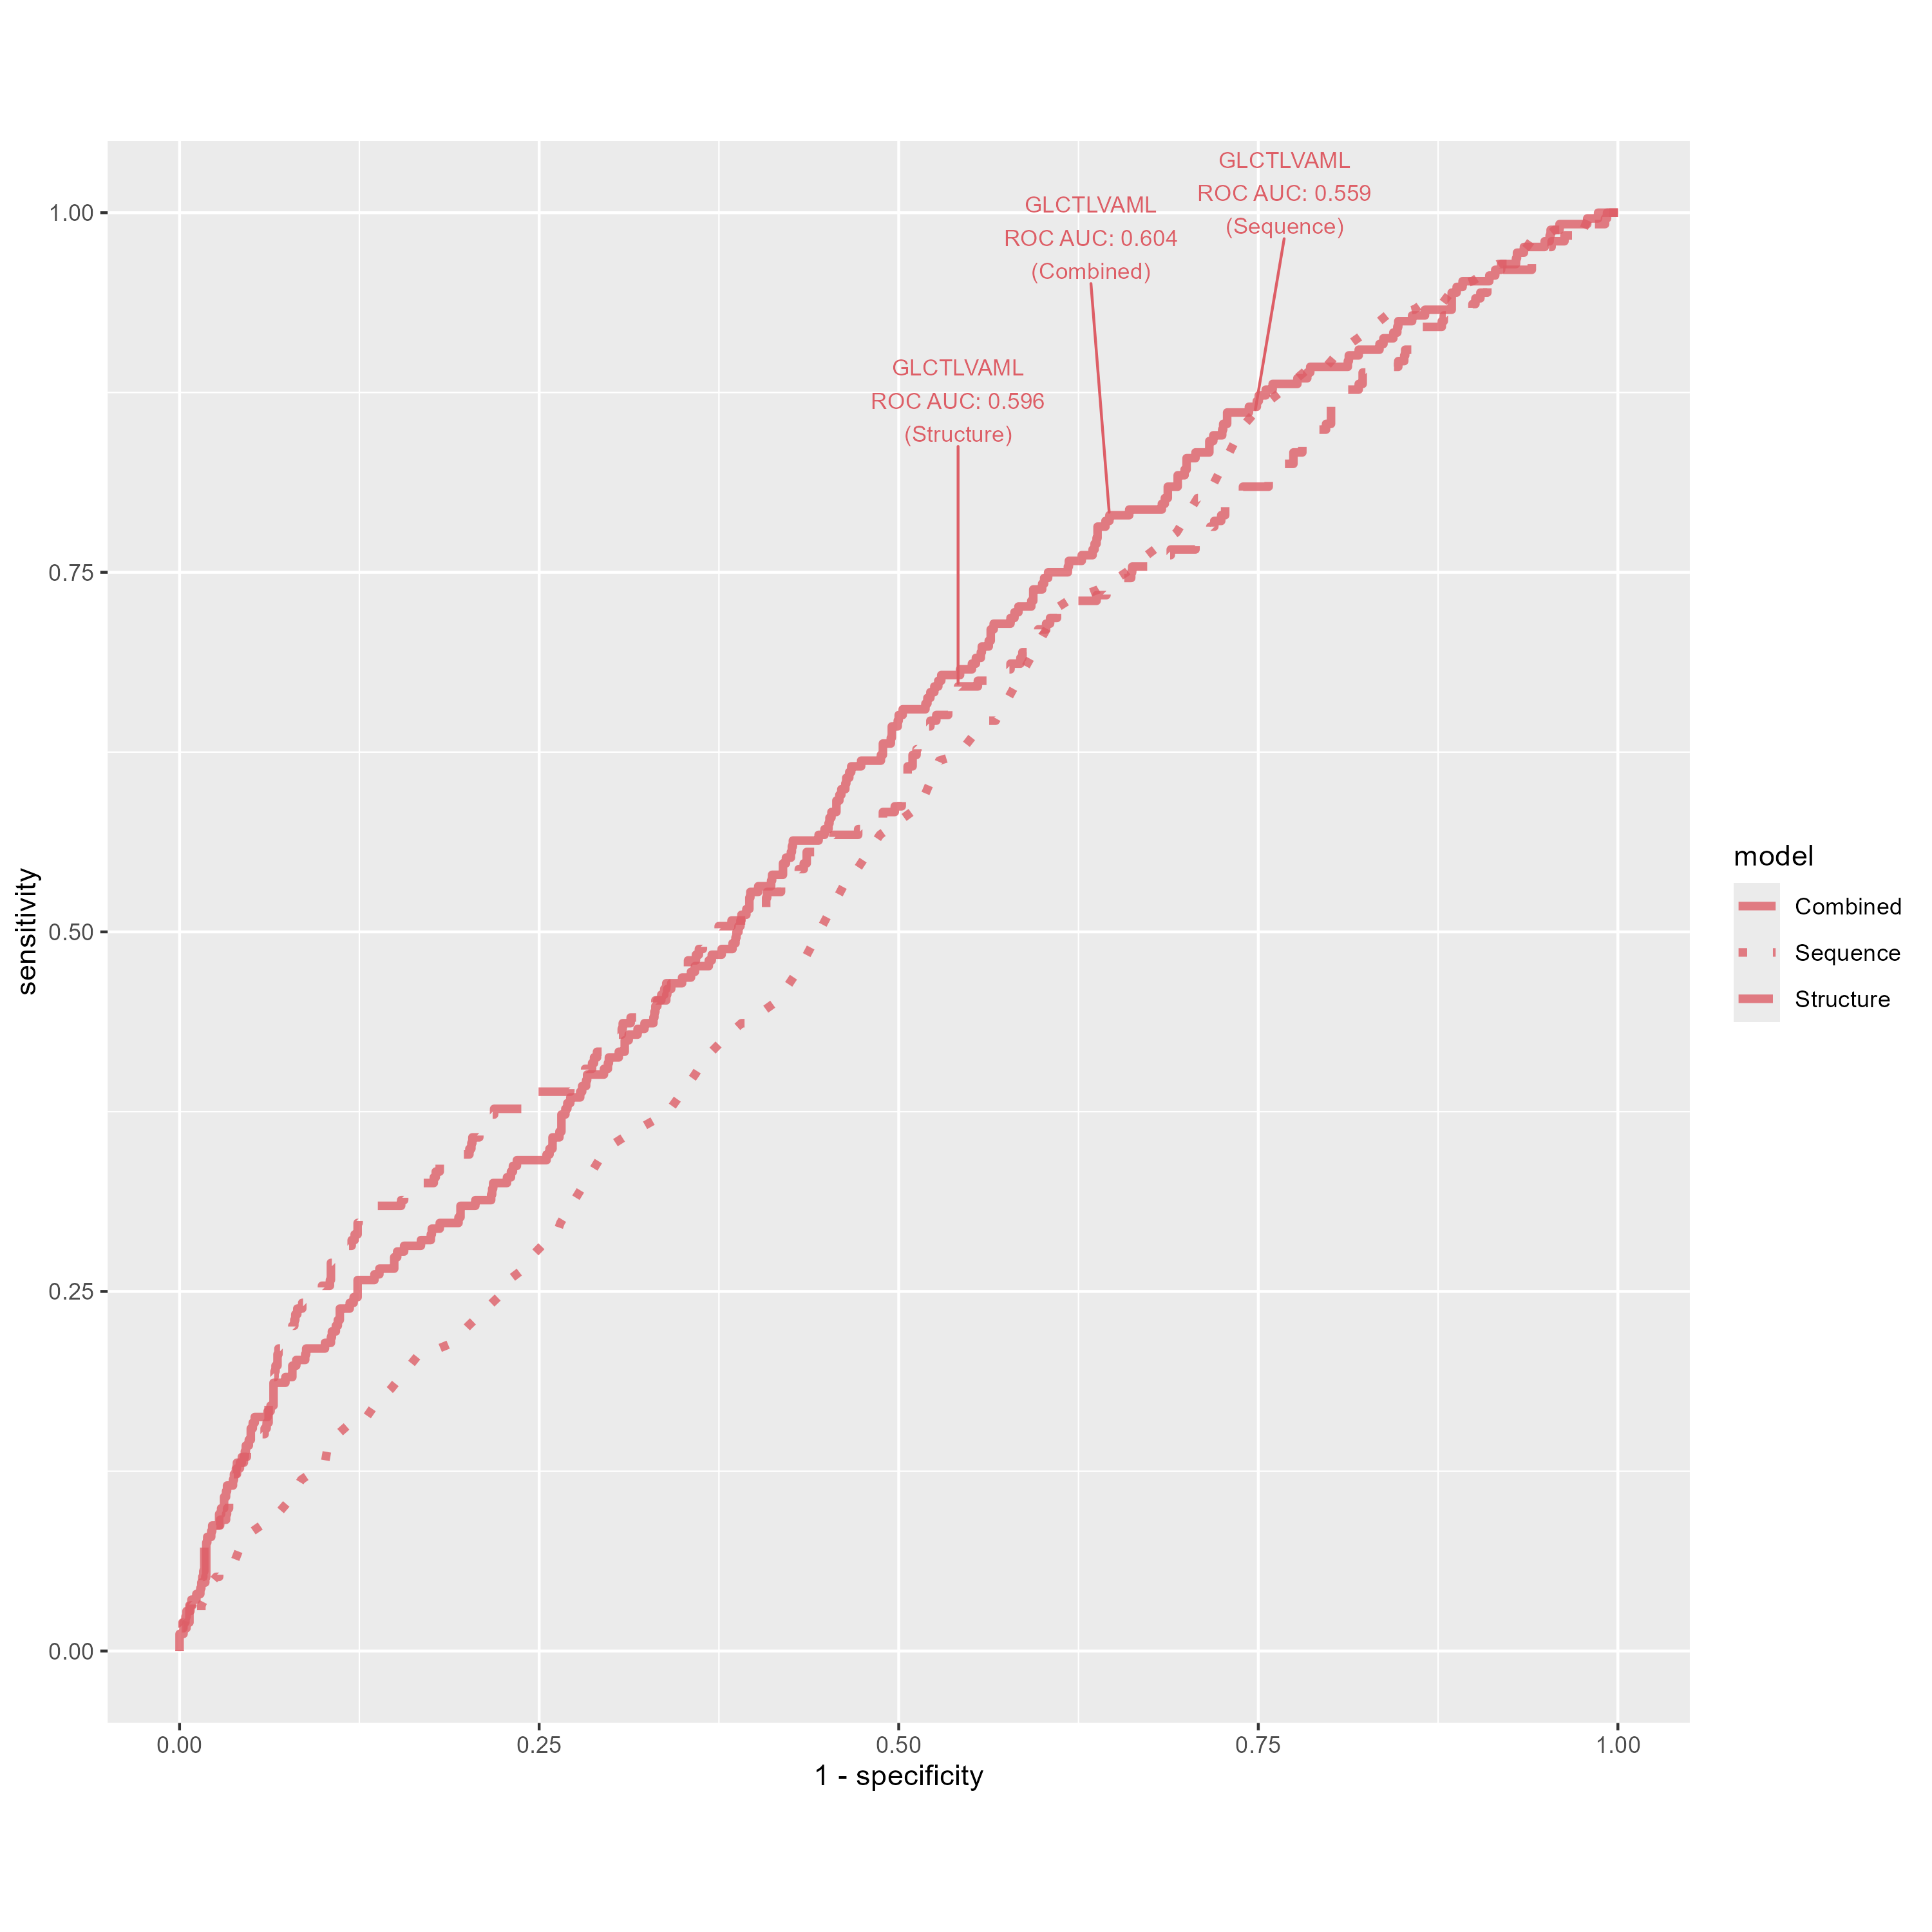 GLCTLVAML
ROC AUC: 0.559
(Sequence)
GLCTLVAML
ROC AUC: 0.604
(Combined)
GLCTLVAML
ROC AUC: 0.596
(Structure)
1.00
0.75
0.50
0.25
0.00
sensitivity
0.00
0.25
0.50
0.75
1.00
1 - specificity
model
Combined
Sequence
Structure